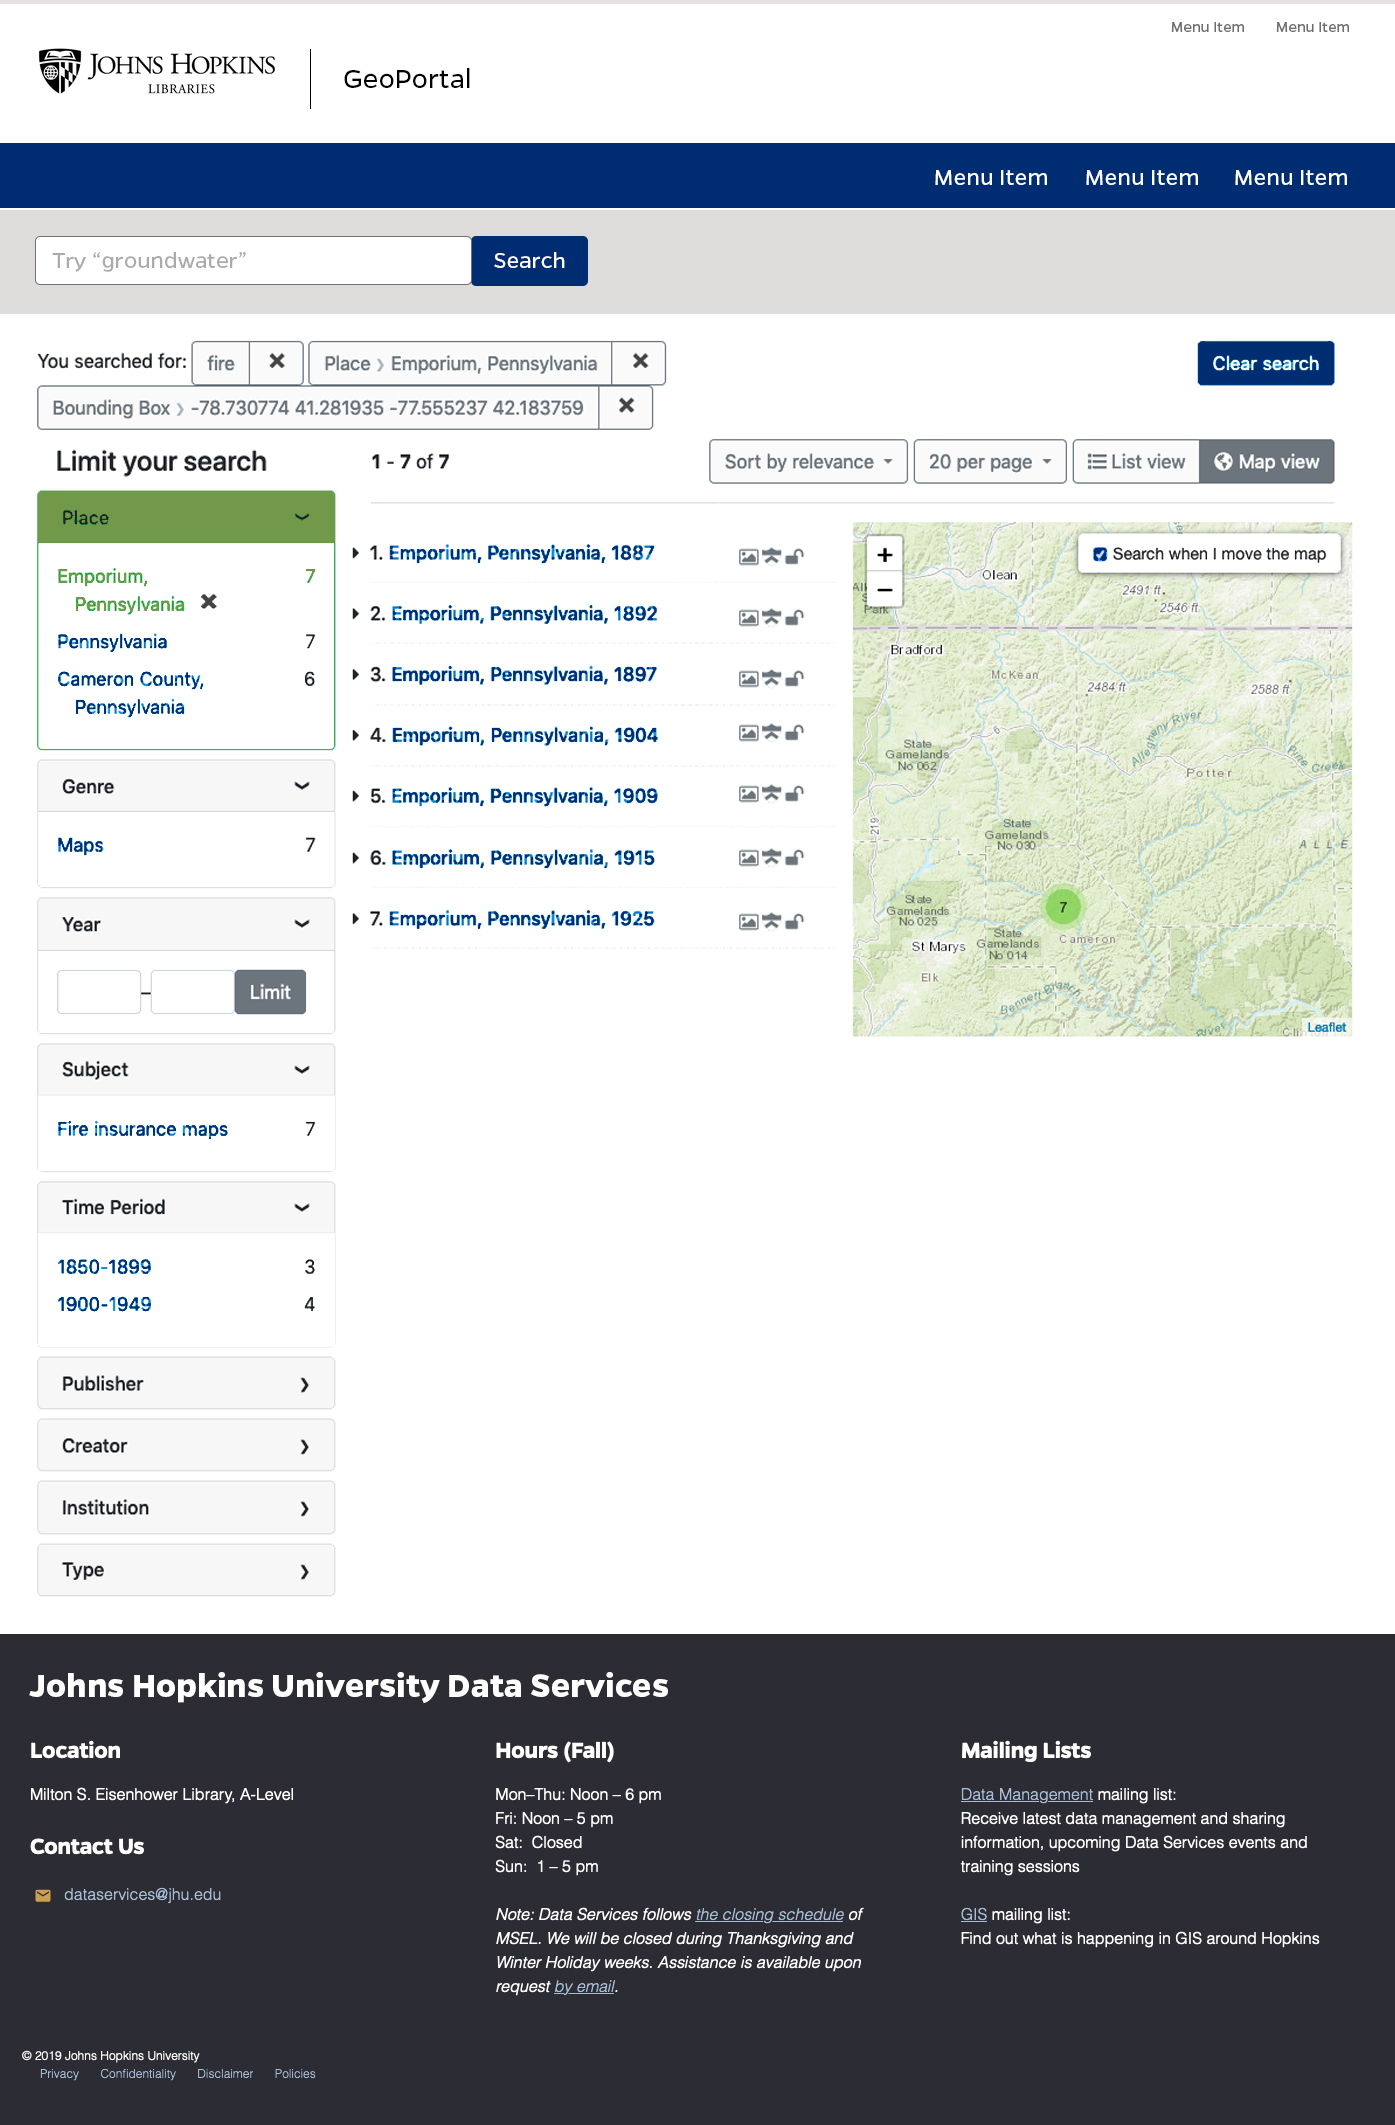 Menu Item Menu Item
JOHNS HOPKINS
LIBRARIES
GeoPortal
Menu Item Menu Item Menu Item
Try “groundwater” Search
You searched for: fire ✖ Place ❯ Emporium, Pennsylvania ✖ Clear search
Bounding Box ❯ -78.730774 41.281935 -77.555237 42.183759 ✖
Limit your search
1 - 7 of 7 Sort by relevance 20 per page List view Map view
Place
Emporium, 7
Pennsylvania ✖
Pennsylvania 7
Cameron County, 6
Pennsylvania
Genre
Maps 7
Year
– Limit
Subject
Fire insurance maps 7
Time Period
1850-1899 3
1900-1949 4
Publisher
Creator
Institution
Type
1. Emporium, Pennsylvania, 1887
2. Emporium, Pennsylvania, 1892
3. Emporium, Pennsylvania, 1897
4. Emporium, Pennsylvania, 1904
5. Emporium, Pennsylvania, 1909
6. Emporium, Pennsylvania, 1915
7. Emporium, Pennsylvania, 1925
+
−
Search when I move the map
Olean
2491 ft
2546 ft
Park
Bradford
McKean
2484 ft
2588 ft
Allegheny River
State
Gamelands
No 062
6
Pine Creek
Potter
219
State
Gamelands
No 030
A L L E
State
Gamelands
No 025
7
St Marys
State
Gamelands
No 014
Cameron
Elk
Bennett Branch
River
Leaflet
Johns Hopkins University Data Services
Location
Milton S. Eisenhower Library, A-Level
Contact Us
dataservices@jhu.edu
Hours (Fall)
Mon–Thu: Noon – 6 pm
Fri: Noon – 5 pm
Sat: Closed
Sun: 1 – 5 pm
Note: Data Services follows the closing schedule of
MSEL. We will be closed during Thanksgiving and
Winter Holiday weeks. Assistance is available upon
request by email.
Mailing Lists
Data Management mailing list:
Receive latest data management and sharing
information, upcoming Data Services events and
training sessions
GIS mailing list:
Find out what is happening in GIS around Hopkins
© 2019 Johns Hopkins University
Privacy Confidentiality Disclaimer Policies